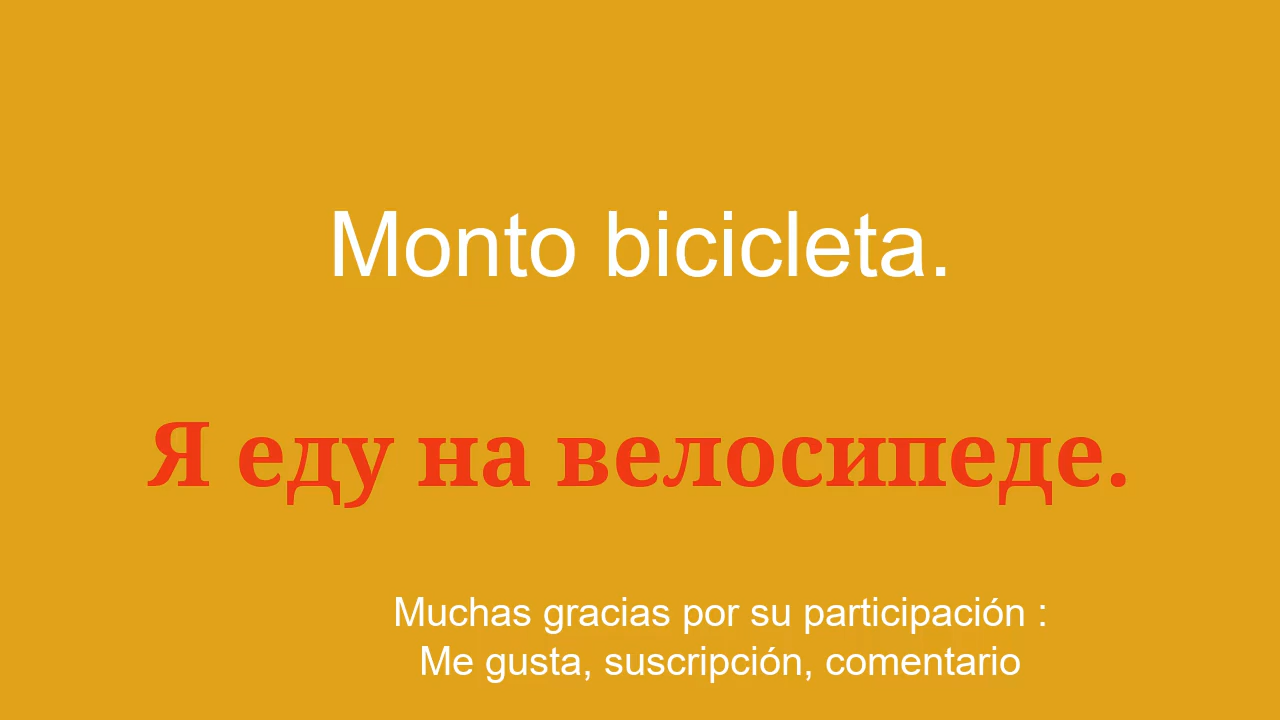 Monto bicicleta.
Я еду на велосипеде.
Muchas gracias por su participación :
Me gusta, suscripción, comentario